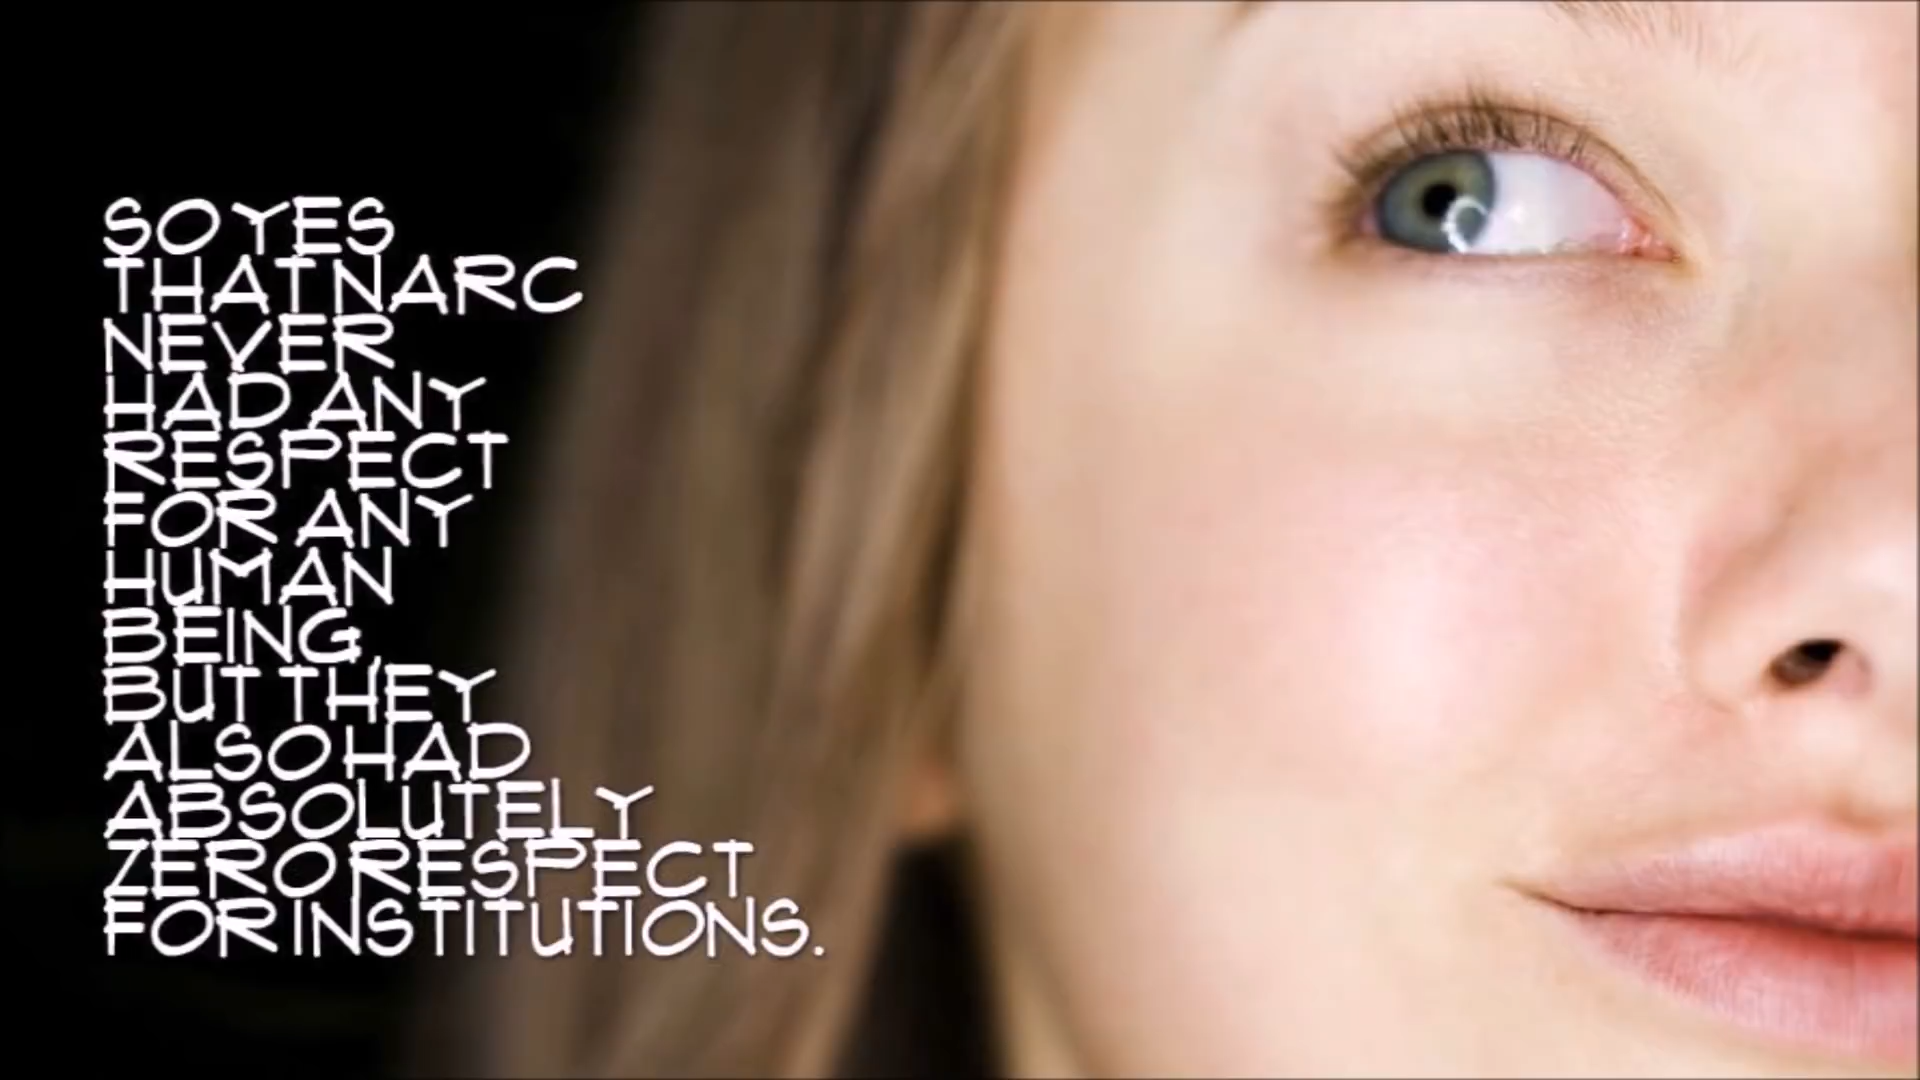 SO YES
THAT NARC
NEVER
HAD ANY
RESPECT
FOR ANY
HUMAN
BEING,
BUT THEY
ALSO HAD
ABSOLUTELY
ZERO RESPECT
FOR INSTITUTIONS.